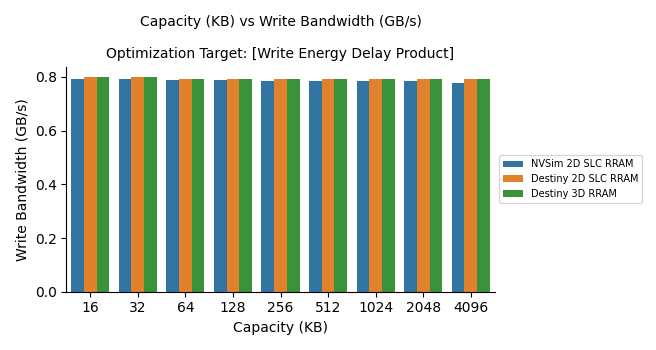 Capacity (KB) vs Write Bandwidth (GB/s)
Optimization Target: [Write Energy Delay Product]
Write Bandwidth (GB/s)
0.8
0.6
0.4
0.2
0.0
16 32 64 128 256 512 1024 2048 4096
Capacity (KB)
NVSim 2D SLC RRAM
Destiny 2D SLC RRAM
Destiny 3D RRAM